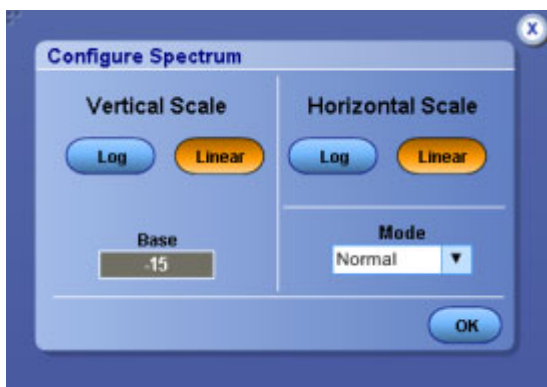 X
Configure Spectrum
Vertical Scale
Log Linear
Base
-15
Horizontal Scale
Log Linear
Mode
Normal
OK